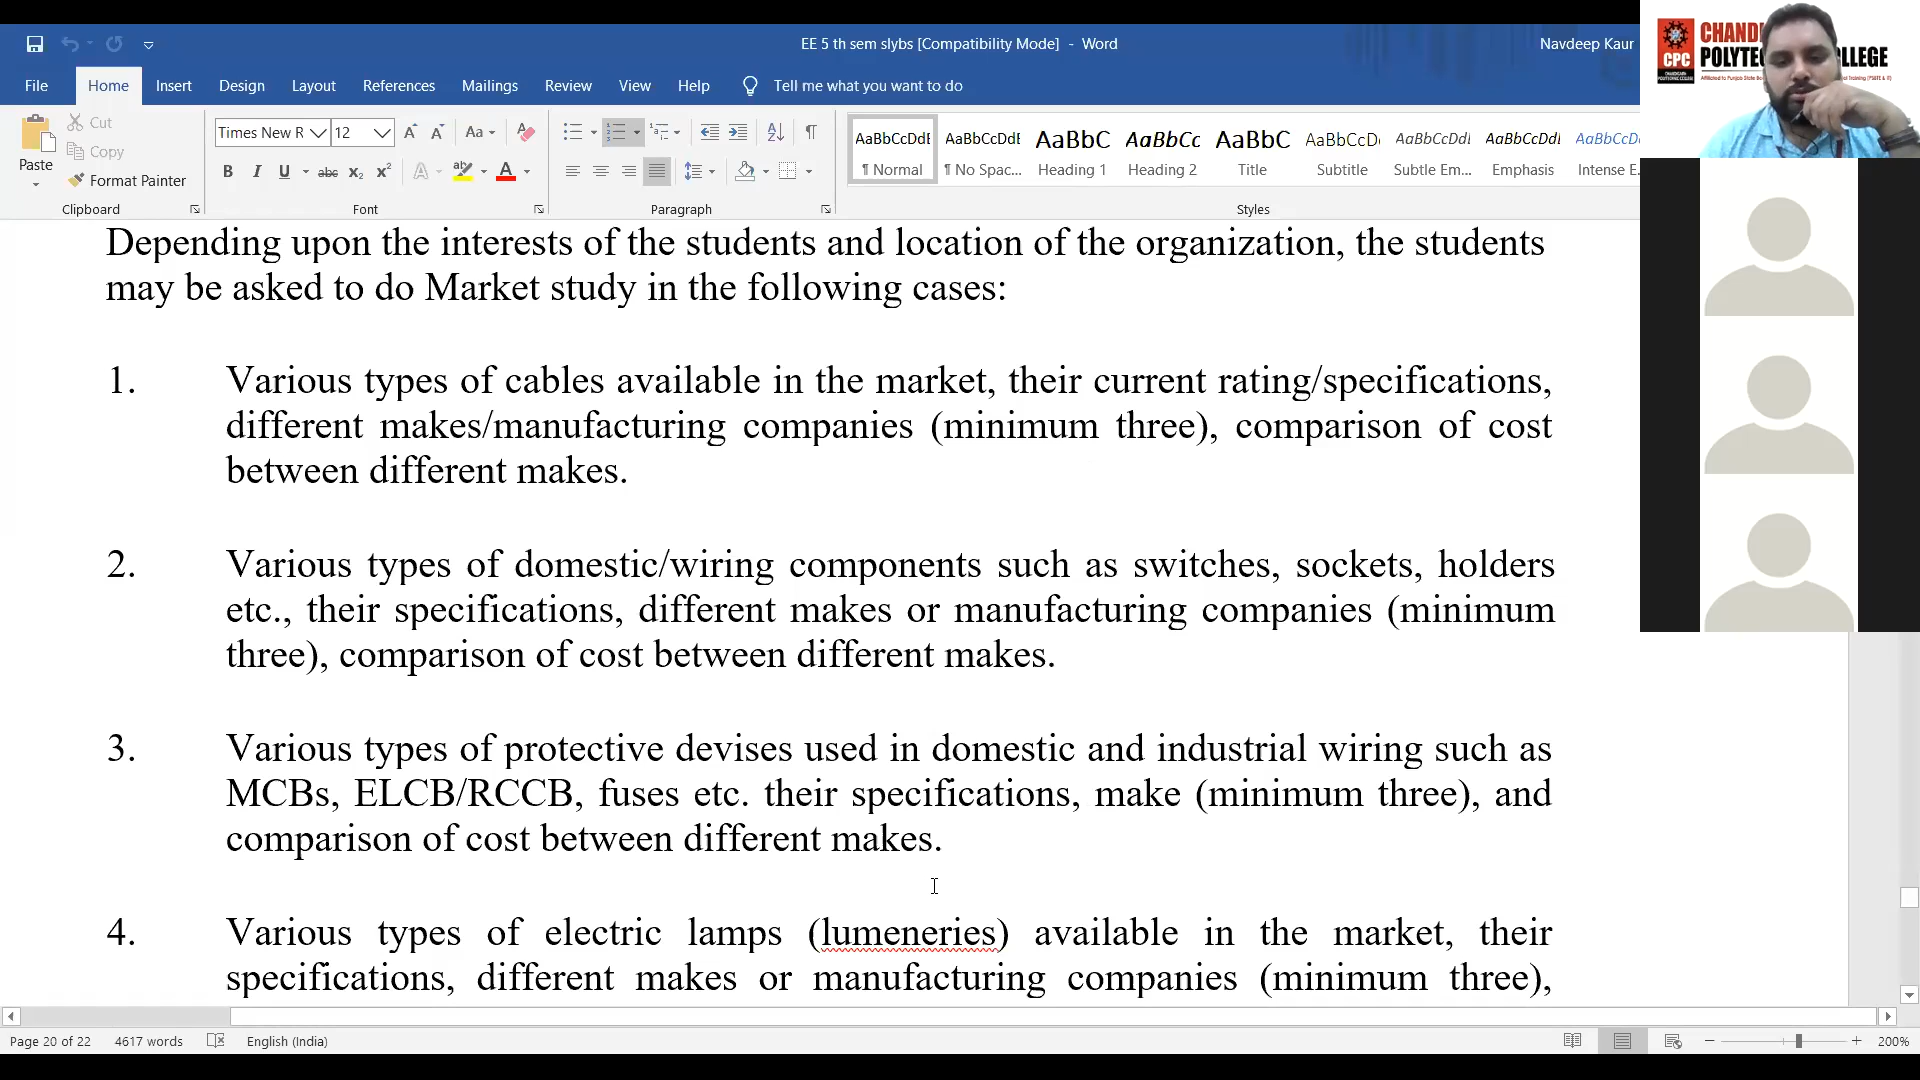 EE 5 th sem slybs [Compatibility Mode] - Word
Navdeep Kaur
File Home Insert Design Layout References Mailings Review View Help Tell me what you want to do
Cut
Copy
Paste
Format Painter
Clipboard
Times New R 12
Aa
B I U abc x₂ x² A A
Font
Paragraph
AaBbCcDdE AaBbCcDdE AaBbC AaBbCc AaBbC AaBbCcD AaBbCcDdI AaBbCcDdI AaBbCcDdI
¶ Normal ¶ No Spac... Heading 1 Heading 2 Title Subtitle Subtle Em... Emphasis Intense E.
Styles
CPC
Depending upon the interests of the students and location of the organization, the students
may be asked to do Market study in the following cases:
1. Various types of cables available in the market, their current rating/specifications,
different makes/manufacturing companies (minimum three), comparison of cost
between different makes.
2. Various types of domestic/wiring components such as switches, sockets, holders
etc., their specifications, different makes or manufacturing companies (minimum
three), comparison of cost between different makes.
3. Various types of protective devises used in domestic and industrial wiring such as
MCBs, ELCB/RCCB, fuses etc. their specifications, make (minimum three), and
comparison of cost between different makes.
4. Various types of electric lamps (lumeneries) available in the market, their
specifications, different makes or manufacturing companies (minimum three),
Page 20 of 22 4617 words English (India) 200%